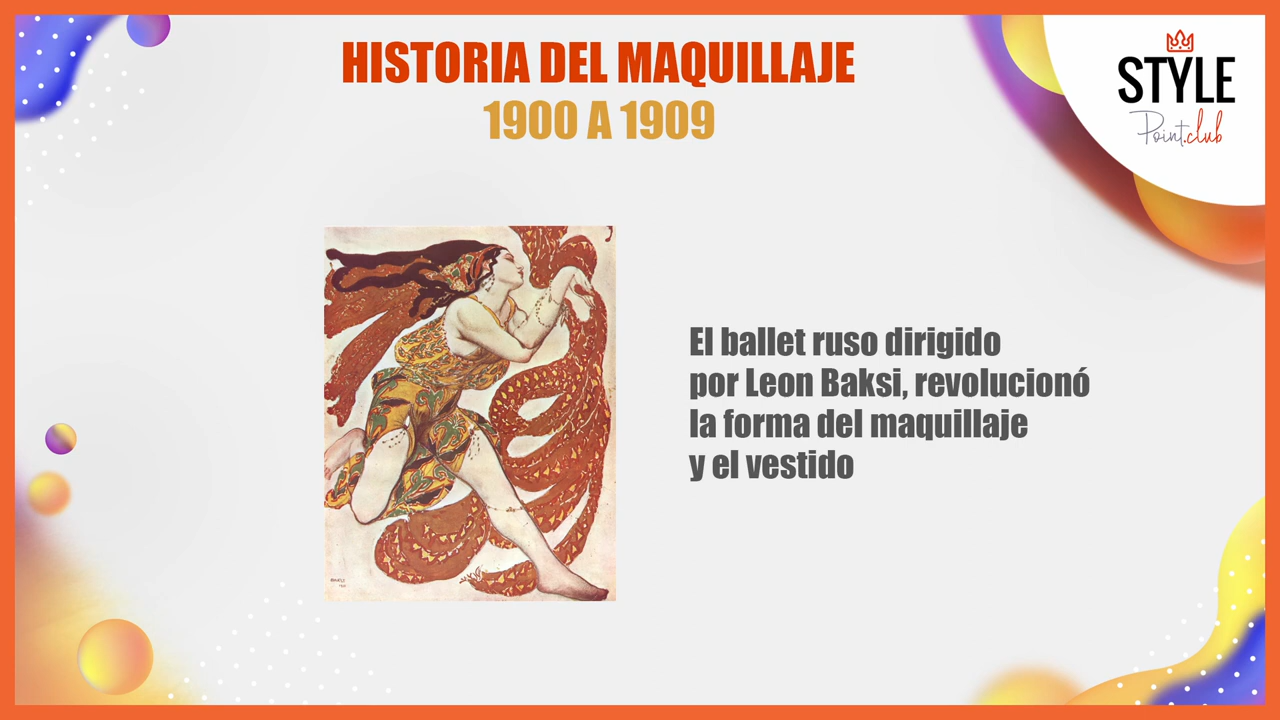 HISTORIA DEL MAQUILLAJE
1900 A 1909
STYLE
Point.club
El ballet ruso dirigido
por Leon Baksi, revolucionó
la forma del maquillaje
y el vestido